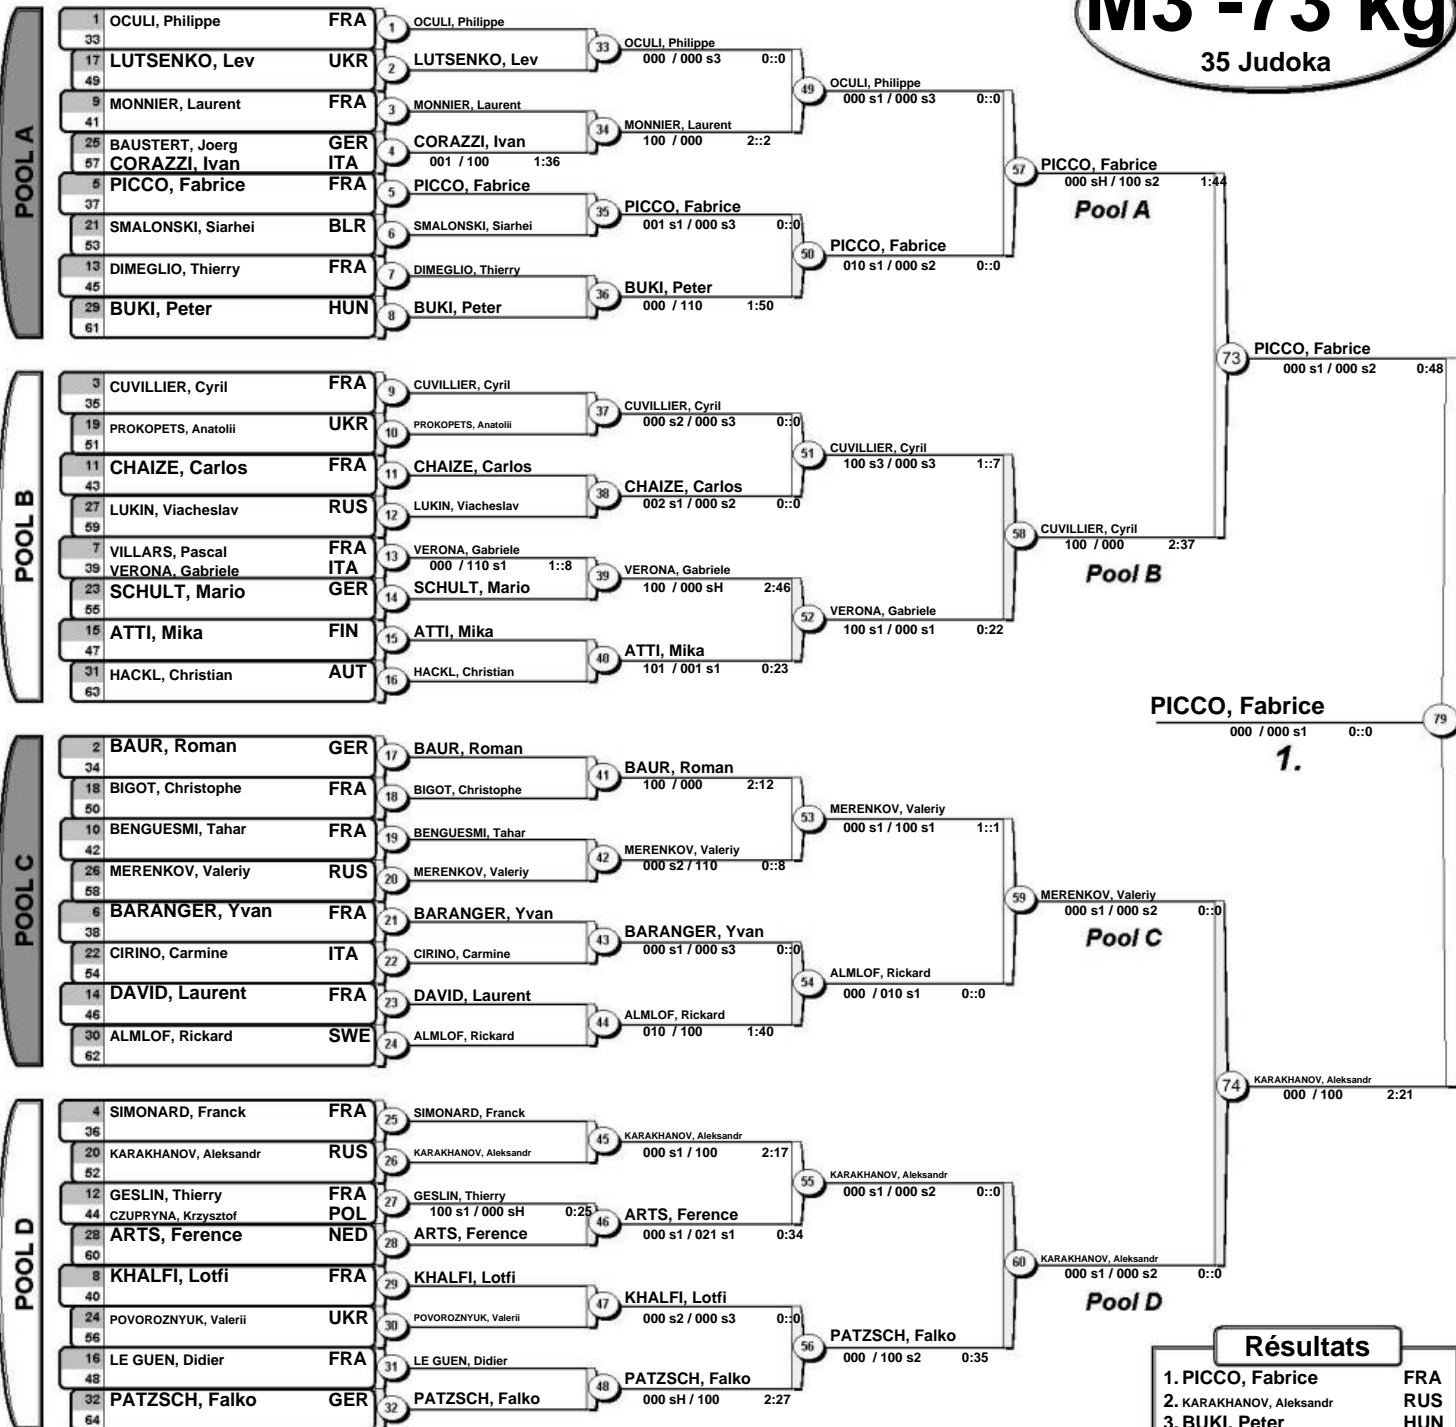 M3 -73 kg
35 Judoka
POOL A
1 OCULI, Philippe FRA
33
17 LUTSENKO, Lev UKR
49
9 MONNIER, Laurent FRA
41
25 BAUSTERT, Joerg GER
57 CORAZZI, Ivan ITA
5 PICCO, Fabrice FRA
37
21 SMALONSKI, Siarhei BLR
53
13 DIMEGLIO, Thierry FRA
45
29 BUKI, Peter HUN
61
1 OCULI, Philippe
2 LUTSENKO, Lev
3 MONNIER, Laurent
4 CORAZZI, Ivan
001 / 100 1:36
5 PICCO, Fabrice
6 SMALONSKI, Siarhei
7 DIMEGLIO, Thierry
8 BUKI, Peter
33 OCULI, Philippe
000 / 000 s3 0::0
34 MONNIER, Laurent
100 / 000 2::2
35 PICCO, Fabrice
001 s1 / 000 s3 0::0
36 BUKI, Peter
000 / 110 1:50
49 OCULI, Philippe
000 s1 / 000 s3 0::0
50 PICCO, Fabrice
010 s1 / 000 s2 0::0
57 PICCO, Fabrice
000 sH / 100 s2 1:44
Pool A
POOL B
3 CUVILLIER, Cyril FRA
35
19 PROKOPETS, Anatolii UKR
51
11 CHAIZE, Carlos FRA
43
27 LUKIN, Viacheslav RUS
59
7 VILLARS, Pascal FRA
39 VERONA, Gabriele ITA
23 SCHULT, Mario GER
55
15 ATTI, Mika FIN
47
31 HACKL, Christian AUT
63
9 CUVILLIER, Cyril
10 PROKOPETS, Anatolii
11 CHAIZE, Carlos
12 LUKIN, Viacheslav
13 VERONA, Gabriele
000 / 110 s1 1::8
14 SCHULT, Mario
15 ATTI, Mika
16 HACKL, Christian
37 CUVILLIER, Cyril
000 s2 / 000 s3 0::0
38 CHAIZE, Carlos
002 s1 / 000 s2 0::0
39 VERONA, Gabriele
100 / 000 sH 2:46
40 ATTI, Mika
101 / 001 s1 0:23
51 CUVILLIER, Cyril
100 s3 / 000 s3 1::7
52 VERONA, Gabriele
100 s1 / 000 s1 0:22
58 CUVILLIER, Cyril
100 / 000 2:37
Pool B
73 PICCO, Fabrice
000 s1 / 000 s2 0:48
PICCO, Fabrice 79
000 / 000 s1 0::0
1.
POOL C
2 BAUR, Roman GER
34
18 BIGOT, Christophe FRA
50
10 BENGUESMI, Tahar FRA
42
26 MERENKOV, Valeriy RUS
58
6 BARANGER, Yvan FRA
38
22 CIRINO, Carmine ITA
54
14 DAVID, Laurent FRA
46
30 ALMLOF, Rickard SWE
62
17 BAUR, Roman
18 BIGOT, Christophe
19 BENGUESMI, Tahar
20 MERENKOV, Valeriy
21 BARANGER, Yvan
22 CIRINO, Carmine
23 DAVID, Laurent
24 ALMLOF, Rickard
41 BAUR, Roman
100 / 000 2:12
42 MERENKOV, Valeriy
000 s2 / 110 0::8
43 BARANGER, Yvan
000 s1 / 000 s3 0::0
44 ALMLOF, Rickard
010 / 100 1:40
53 MERENKOV, Valeriy
000 s1 / 100 s1 1::1
54 ALMLOF, Rickard
000 / 010 s1 0::0
59 MERENKOV, Valeriy
000 s1 / 000 s2 0::0
Pool C
POOL D
4 SIMONARD, Franck FRA
36
20 KARAKHANOV, Aleksandr RUS
52
12 GESLIN, Thierry FRA
44 CZUPRYNA, Krzysztof POL
28 ARTS, Ference NED
60
8 KHALFI, Lotfi FRA
40
24 POVOROZNYUK, Valerii UKR
56
16 LE GUEN, Didier FRA
48
32 PATZSCH, Falko GER
64
25 SIMONARD, Franck
26 KARAKHANOV, Aleksandr
27 GESLIN, Thierry
100 s1 / 000 sH 0:25
28 ARTS, Ference
29 KHALFI, Lotfi
30 POVOROZNYUK, Valerii
31 LE GUEN, Didier
32 PATZSCH, Falko
45 KARAKHANOV, Aleksandr
000 s1 / 100 2:17
46 ARTS, Ference
000 s1 / 021 s1 0:34
47 KHALFI, Lotfi
000 s2 / 000 s3 0::0
48 PATZSCH, Falko
000 sH / 100 2:27
55 KARAKHANOV, Aleksandr
000 s1 / 000 s2 0::0
56 PATZSCH, Falko
000 / 100 s2 0:35
60 KARAKHANOV, Aleksandr
000 s1 / 000 s2 0::0
Pool D
74 KARAKHANOV, Aleksandr
000 / 100 2:21
Résultats
1. PICCO, Fabrice FRA
2. KARAKHANOV, Aleksandr RUS
3. BUKI, Peter HUN